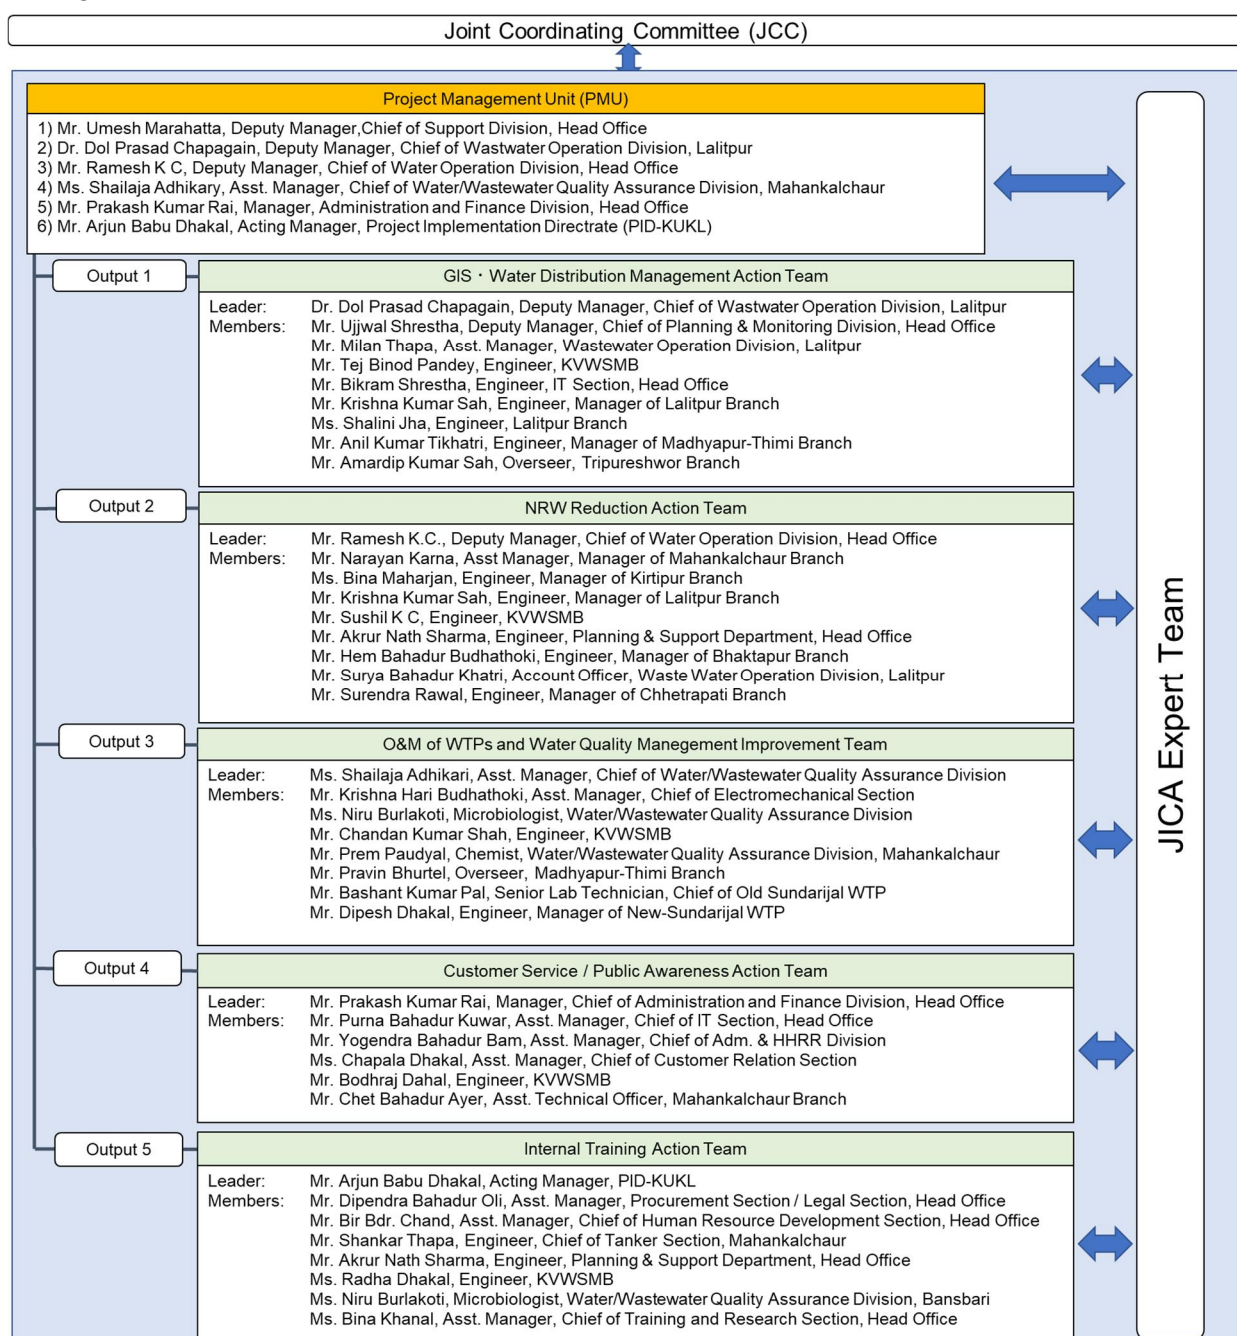 Joint Coordinating Committee (JCC)
Project Management Unit (PMU)
1) Mr. Umesh Marahatta, Deputy Manager,Chief of Support Division, Head Office
2) Dr. Dol Prasad Chapagain, Deputy Manager, Chief of Wastwater Operation Division, Lalitpur
3) Mr. Ramesh K C, Deputy Manager, Chief of Water Operation Division, Head Office
4) Ms. Shailaja Adhikary, Asst. Manager, Chief of Water/Wastewater Quality Assurance Division, Mahankalchaur
5) Mr. Prakash Kumar Rai, Manager, Administration and Finance Division, Head Office
6) Mr. Arjun Babu Dhakal, Acting Manager, Project Implementation Directrate (PID-KUKL)
Output 1
GIS・Water Distribution Management Action Team
Leader: Dr. Dol Prasad Chapagain, Deputy Manager, Chief of Wastwater Operation Division, Lalitpur
Members: Mr. Ujjwal Shrestha, Deputy Manager, Chief of Planning & Monitoring Division, Head Office
Mr. Milan Thapa, Asst. Manager, Wastewater Operation Division, Lalitpur
Mr. Tej Binod Pandey, Engineer, KVWSMB
Mr. Bikram Shrestha, Engineer, IT Section, Head Office
Mr. Krishna Kumar Sah, Engineer, Manager of Lalitpur Branch
Ms. Shalini Jha, Engineer, Lalitpur Branch
Mr. Anil Kumar Tikhatri, Engineer, Manager of Madhyapur-Thimi Branch
Mr. Amardip Kumar Sah, Overseer, Tripureshwor Branch
Output 2
NRW Reduction Action Team
Leader: Mr. Ramesh K.C., Deputy Manager, Chief of Water Operation Division, Head Office
Members: Mr. Narayan Karna, Asst Manager, Manager of Mahankalchaur Branch
Ms. Bina Maharjan, Engineer, Manager of Kirtipur Branch
Mr. Krishna Kumar Sah, Engineer, Manager of Lalitpur Branch
Mr. Sushil K C, Engineer, KVWSMB
Mr. Akrur Nath Sharma, Engineer, Planning & Support Department, Head Office
Mr. Hem Bahadur Budhathoki, Engineer, Manager of Bhaktapur Branch
Mr. Surya Bahadur Khatri, Account Officer, Waste Water Operation Division, Lalitpur
Mr. Surendra Rawal, Engineer, Manager of Chhetrapati Branch
Output 3
O&M of WTPs and Water Quality Manegement Improvement Team
Leader: Ms. Shailaja Adhikari, Asst. Manager, Chief of Water/Wastewater Quality Assurance Division
Members: Mr. Krishna Hari Budhathoki, Asst. Manager, Chief of Electromechanical Section
Ms. Niru Burlakoti, Microbiologist, Water/Wastewater Quality Assurance Division
Mr. Chandan Kumar Shah, Engineer, KVWSMB
Mr. Prem Paudyal, Chemist, Water/Wastewater Quality Assurance Division, Mahankalchaur
Mr. Pravin Bhurtel, Overseer, Madhyapur-Thimi Branch
Mr. Bashant Kumar Pal, Senior Lab Technician, Chief of Old Sundarijal WTP
Mr. Dipesh Dhakal, Engineer, Manager of New-Sundarijal WTP
Output 4
Customer Service / Public Awareness Action Team
Leader: Mr. Prakash Kumar Rai, Manager, Chief of Administration and Finance Division, Head Office
Members: Mr. Purna Bahadur Kuwar, Asst. Manager, Chief of IT Section, Head Office
Mr. Yogendra Bahadur Bam, Asst. Manager, Chief of Adm. & HHRR Division
Ms. Chapala Dhakal, Asst. Manager, Chief of Customer Relation Section
Mr. Bodhraj Dahal, Engineer, KVWSMB
Mr. Chet Bahadur Ayer, Asst. Technical Officer, Mahankalchaur Branch
Output 5
Internal Training Action Team
Leader: Mr. Arjun Babu Dhakal, Acting Manager, PID-KUKL
Members: Mr. Dipendra Bahadur Oli, Asst. Manager, Procurement Section / Legal Section, Head Office
Mr. Bir Bdr. Chand, Asst. Manager, Chief of Human Resource Development Section, Head Office
Mr. Shankar Thapa, Engineer, Chief of Tanker Section, Mahankalchaur
Mr. Akrur Nath Sharma, Engineer, Planning & Support Department, Head Office
Ms. Radha Dhakal, Engineer, KVWSMB
Ms. Niru Burlakoti, Microbiologist, Water/Wastewater Quality Assurance Division, Bansbari
Ms. Bina Khanal, Asst. Manager, Chief of Training and Research Section, Head Office
JICA Expert Team